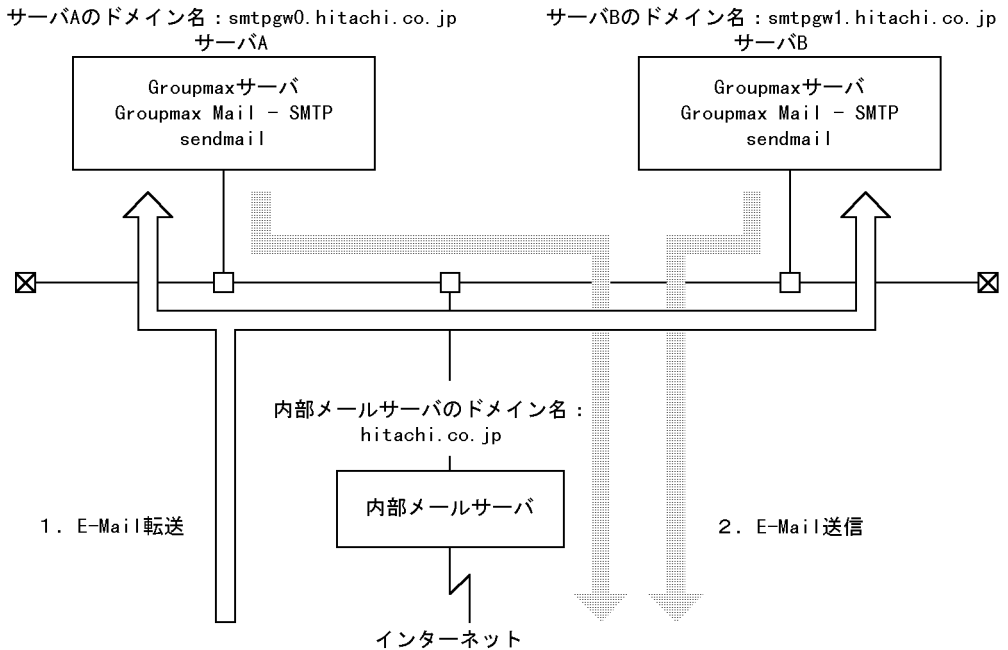 サーバAのドメイン名：smtpgw0.hitachi.co.jp
サーバA
Groupmaxサーバ
Groupmax Mail － SMTP
sendmail
サーバBのドメイン名：smtpgw1.hitachi.co.jp
サーバB
Groupmaxサーバ
Groupmax Mail － SMTP
sendmail
内部メールサーバのドメイン名：
hitachi.co.jp
内部メールサーバ
1．E-Mail転送
２．E-Mail送信
インターネット